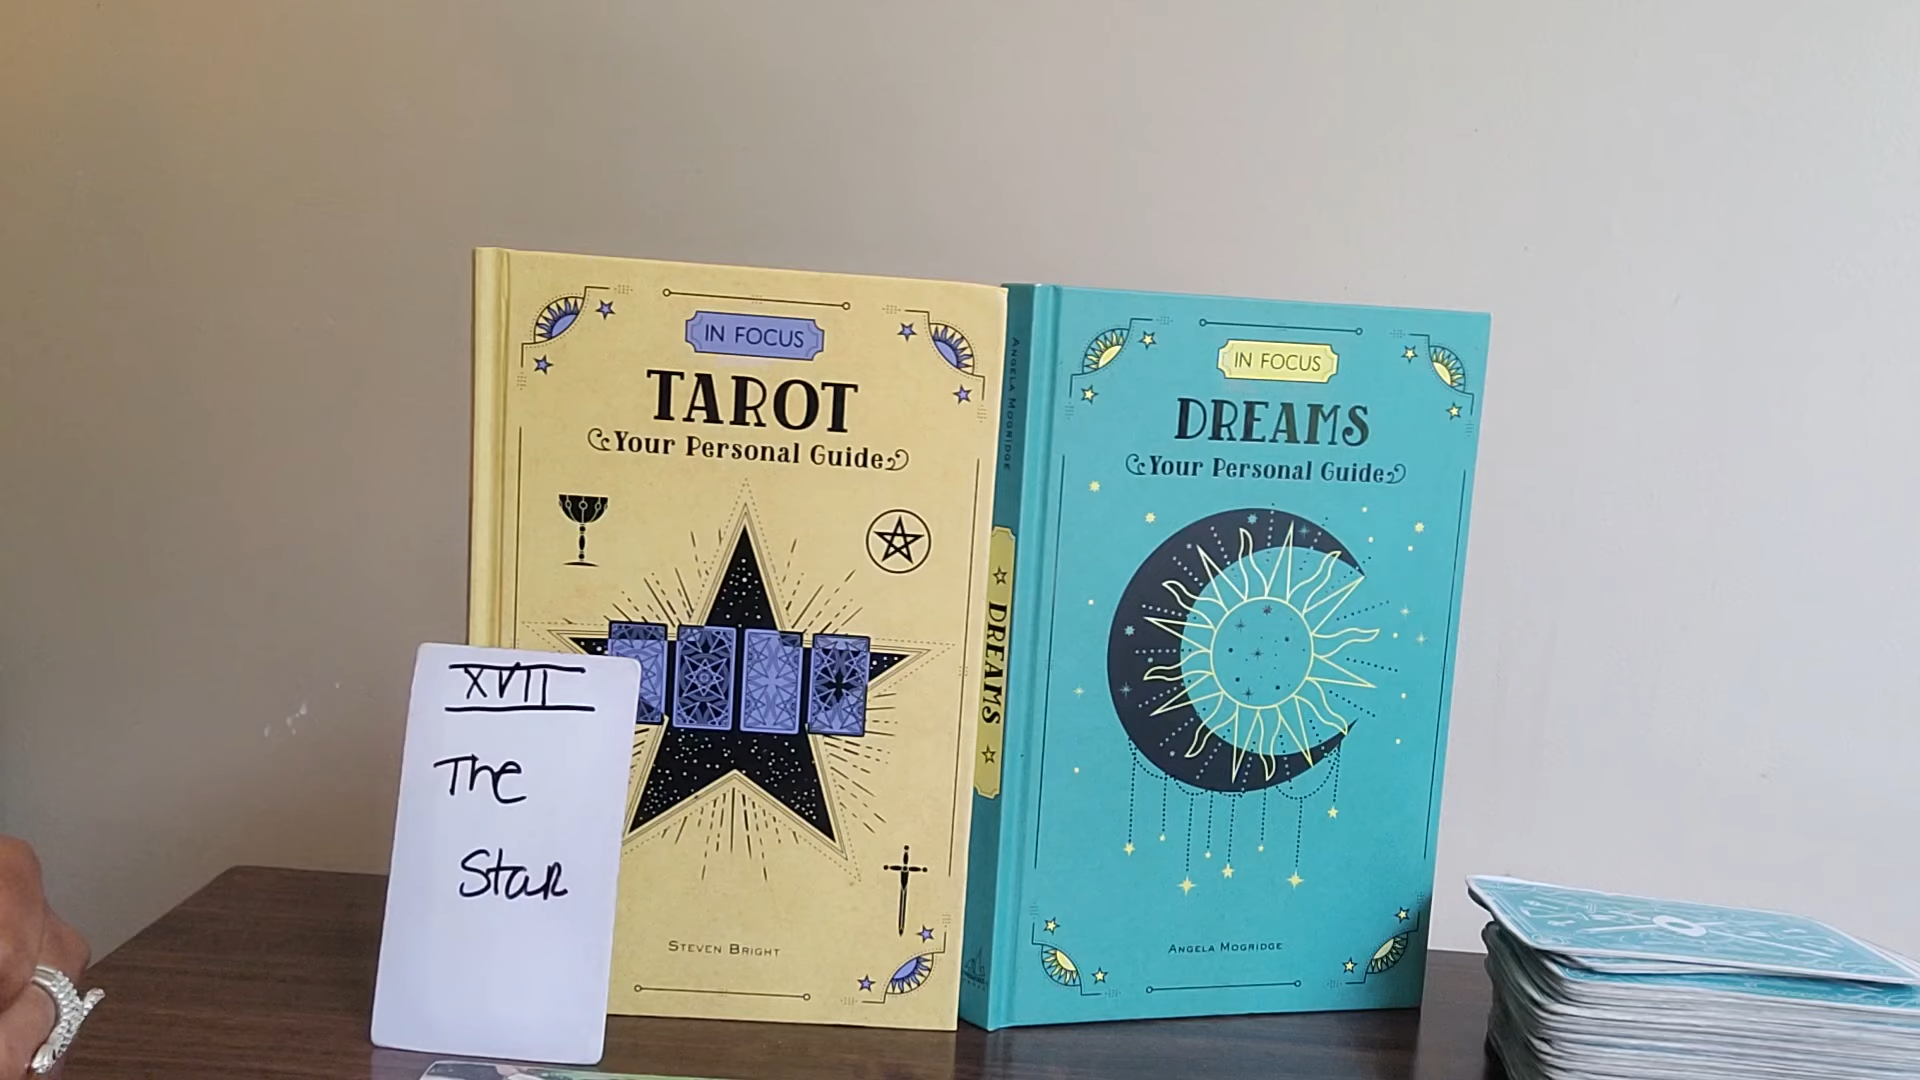 IN FOCUS
TAROT
Your Personal Guide
STEVEN BRIGHT
XVII
The
Star
ANGELA MOGRIDGE
DREAMS
IN FOCUS
DREAMS
Your Personal Guide
ANGELA MOGRIDGE